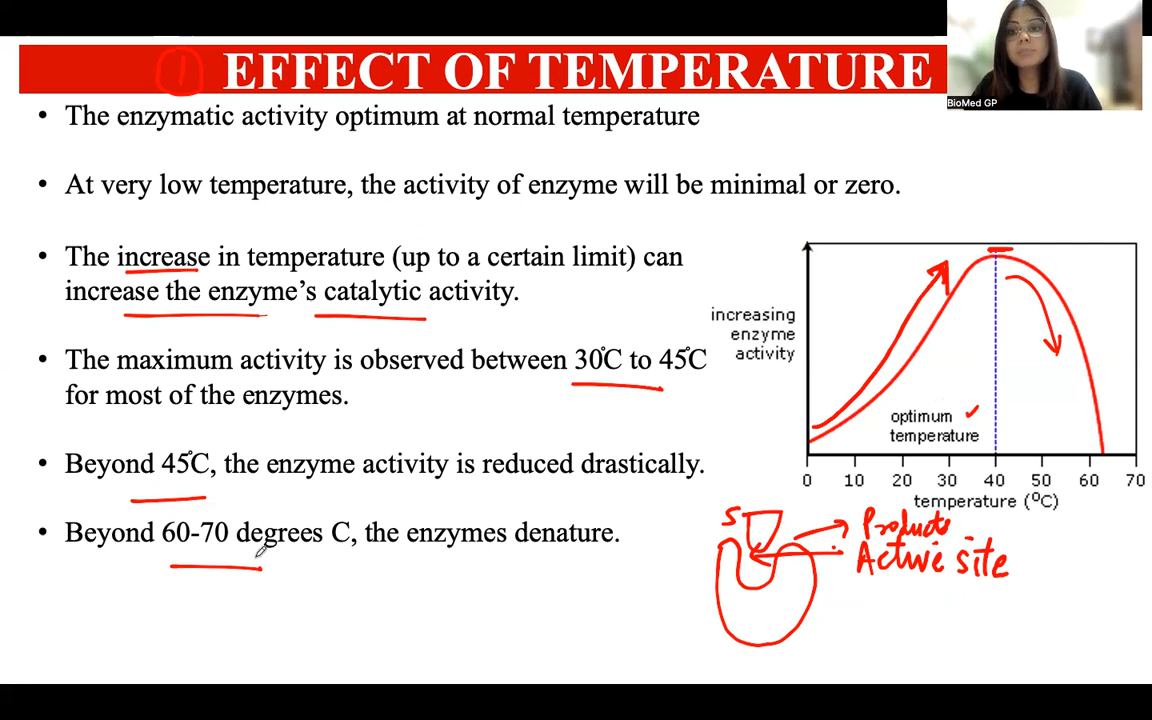 1 EFFECT OF TEMPERATURE
BioMed GP
• The enzymatic activity optimum at normal temperature
• At very low temperature, the activity of enzyme will be minimal or zero.
• The increase in temperature (up to a certain limit) can
increase the enzyme’s catalytic activity.
• The maximum activity is observed between 30°C to 45°C
for most of the enzymes.
• Beyond 45°C, the enzyme activity is reduced drastically.
• Beyond 60-70 degrees C, the enzymes denature.
increasing
enzyme
activity
optimum
temperature
0 10 20 30 40 50 60 70
temperature (⁰C)
S
Products
Active site